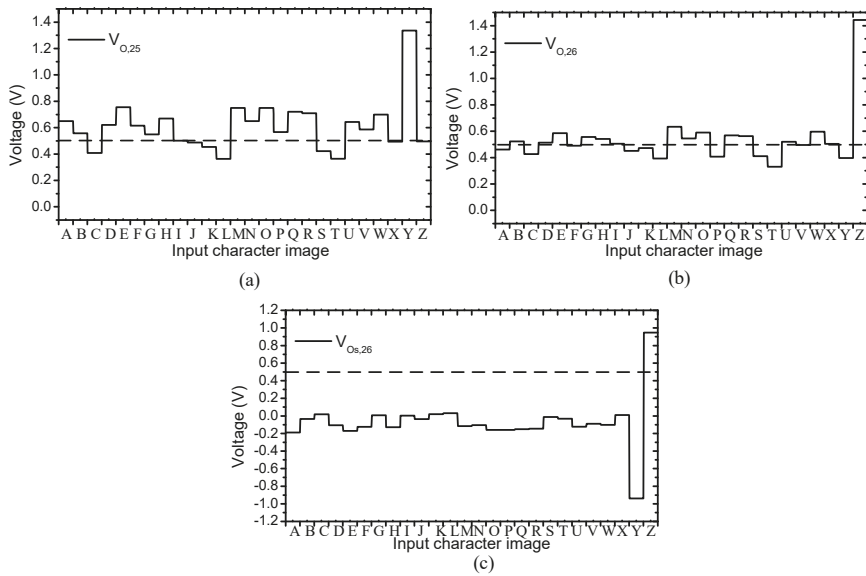 (a)
1.4
1.2
1.0
0.8
0.6
0.4
0.2
0.0
Voltage (V)
V_{O,25}
A B C D E F G H I J K L M N O P Q R S T U V W X Y Z
Input character image
(a)
1.4
1.2
1.0
0.8
0.6
0.4
0.2
0.0
Voltage (V)
V_{O,26}
A B C D E F G H I J K L M N O P Q R S T U V W X Y Z
Input character image
(b)
1.2
1.0
0.8
0.6
0.4
0.2
0.0
-0.2
-0.4
-0.6
-0.8
-1.0
-1.2
Voltage (V)
V_{Os,26}
A B C D E F G H I J K L M N O P Q R S T U V W X Y Z
Input character image
(c)